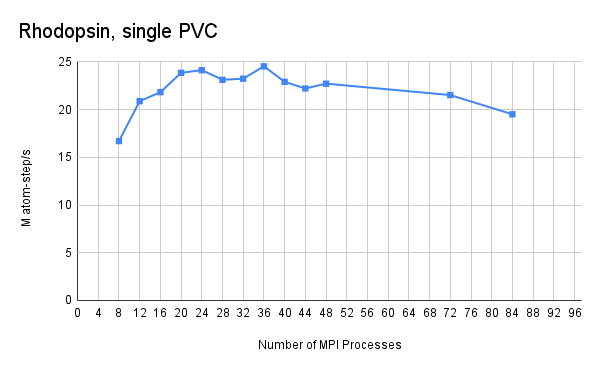 Rhodopsin, single PVC
M atom-step/s
25
20
15
10
5
0
0 4 8 12 16 20 24 28 32 36 40 44 48 52 56 60 64 68 72 76 80 84 88 92 96
Number of MPI Processes